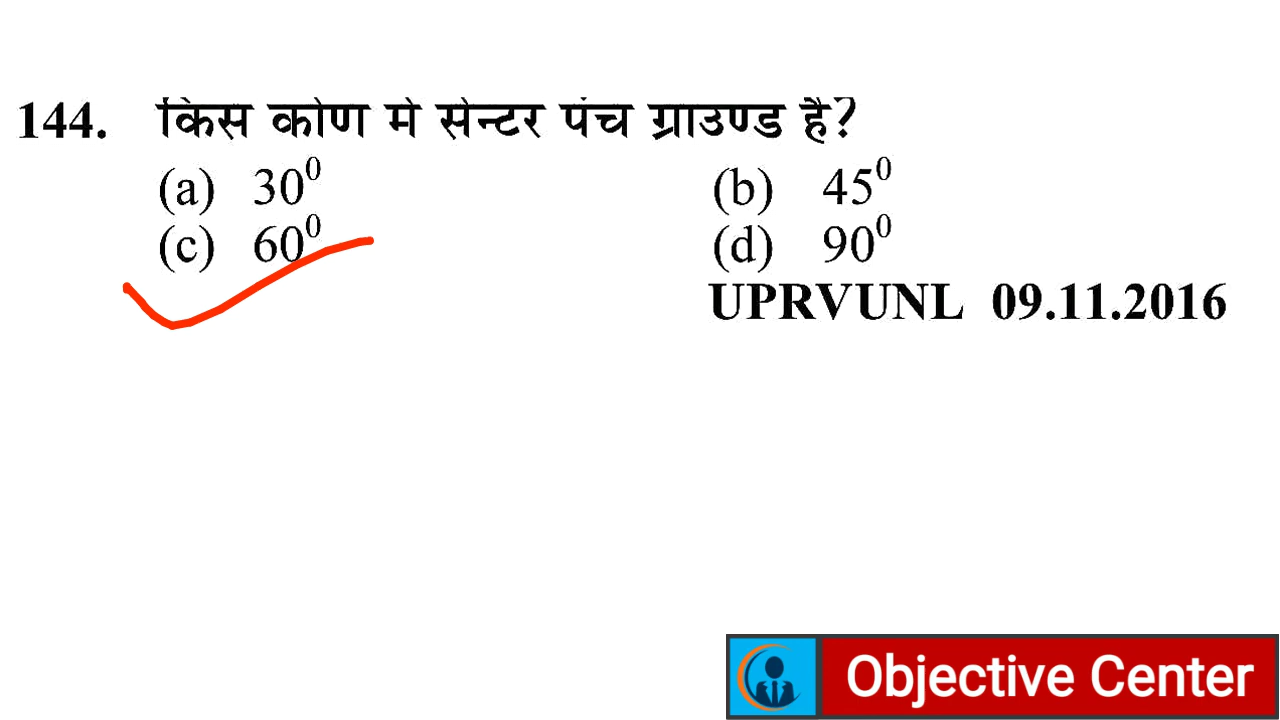 144. किस कोण में सेन्टर पंच ग्राउण्ड है?
(a) 30⁰ (b) 45⁰
(c) 60⁰ (d) 90⁰
UPRVUNL 09.11.2016
Objective Center